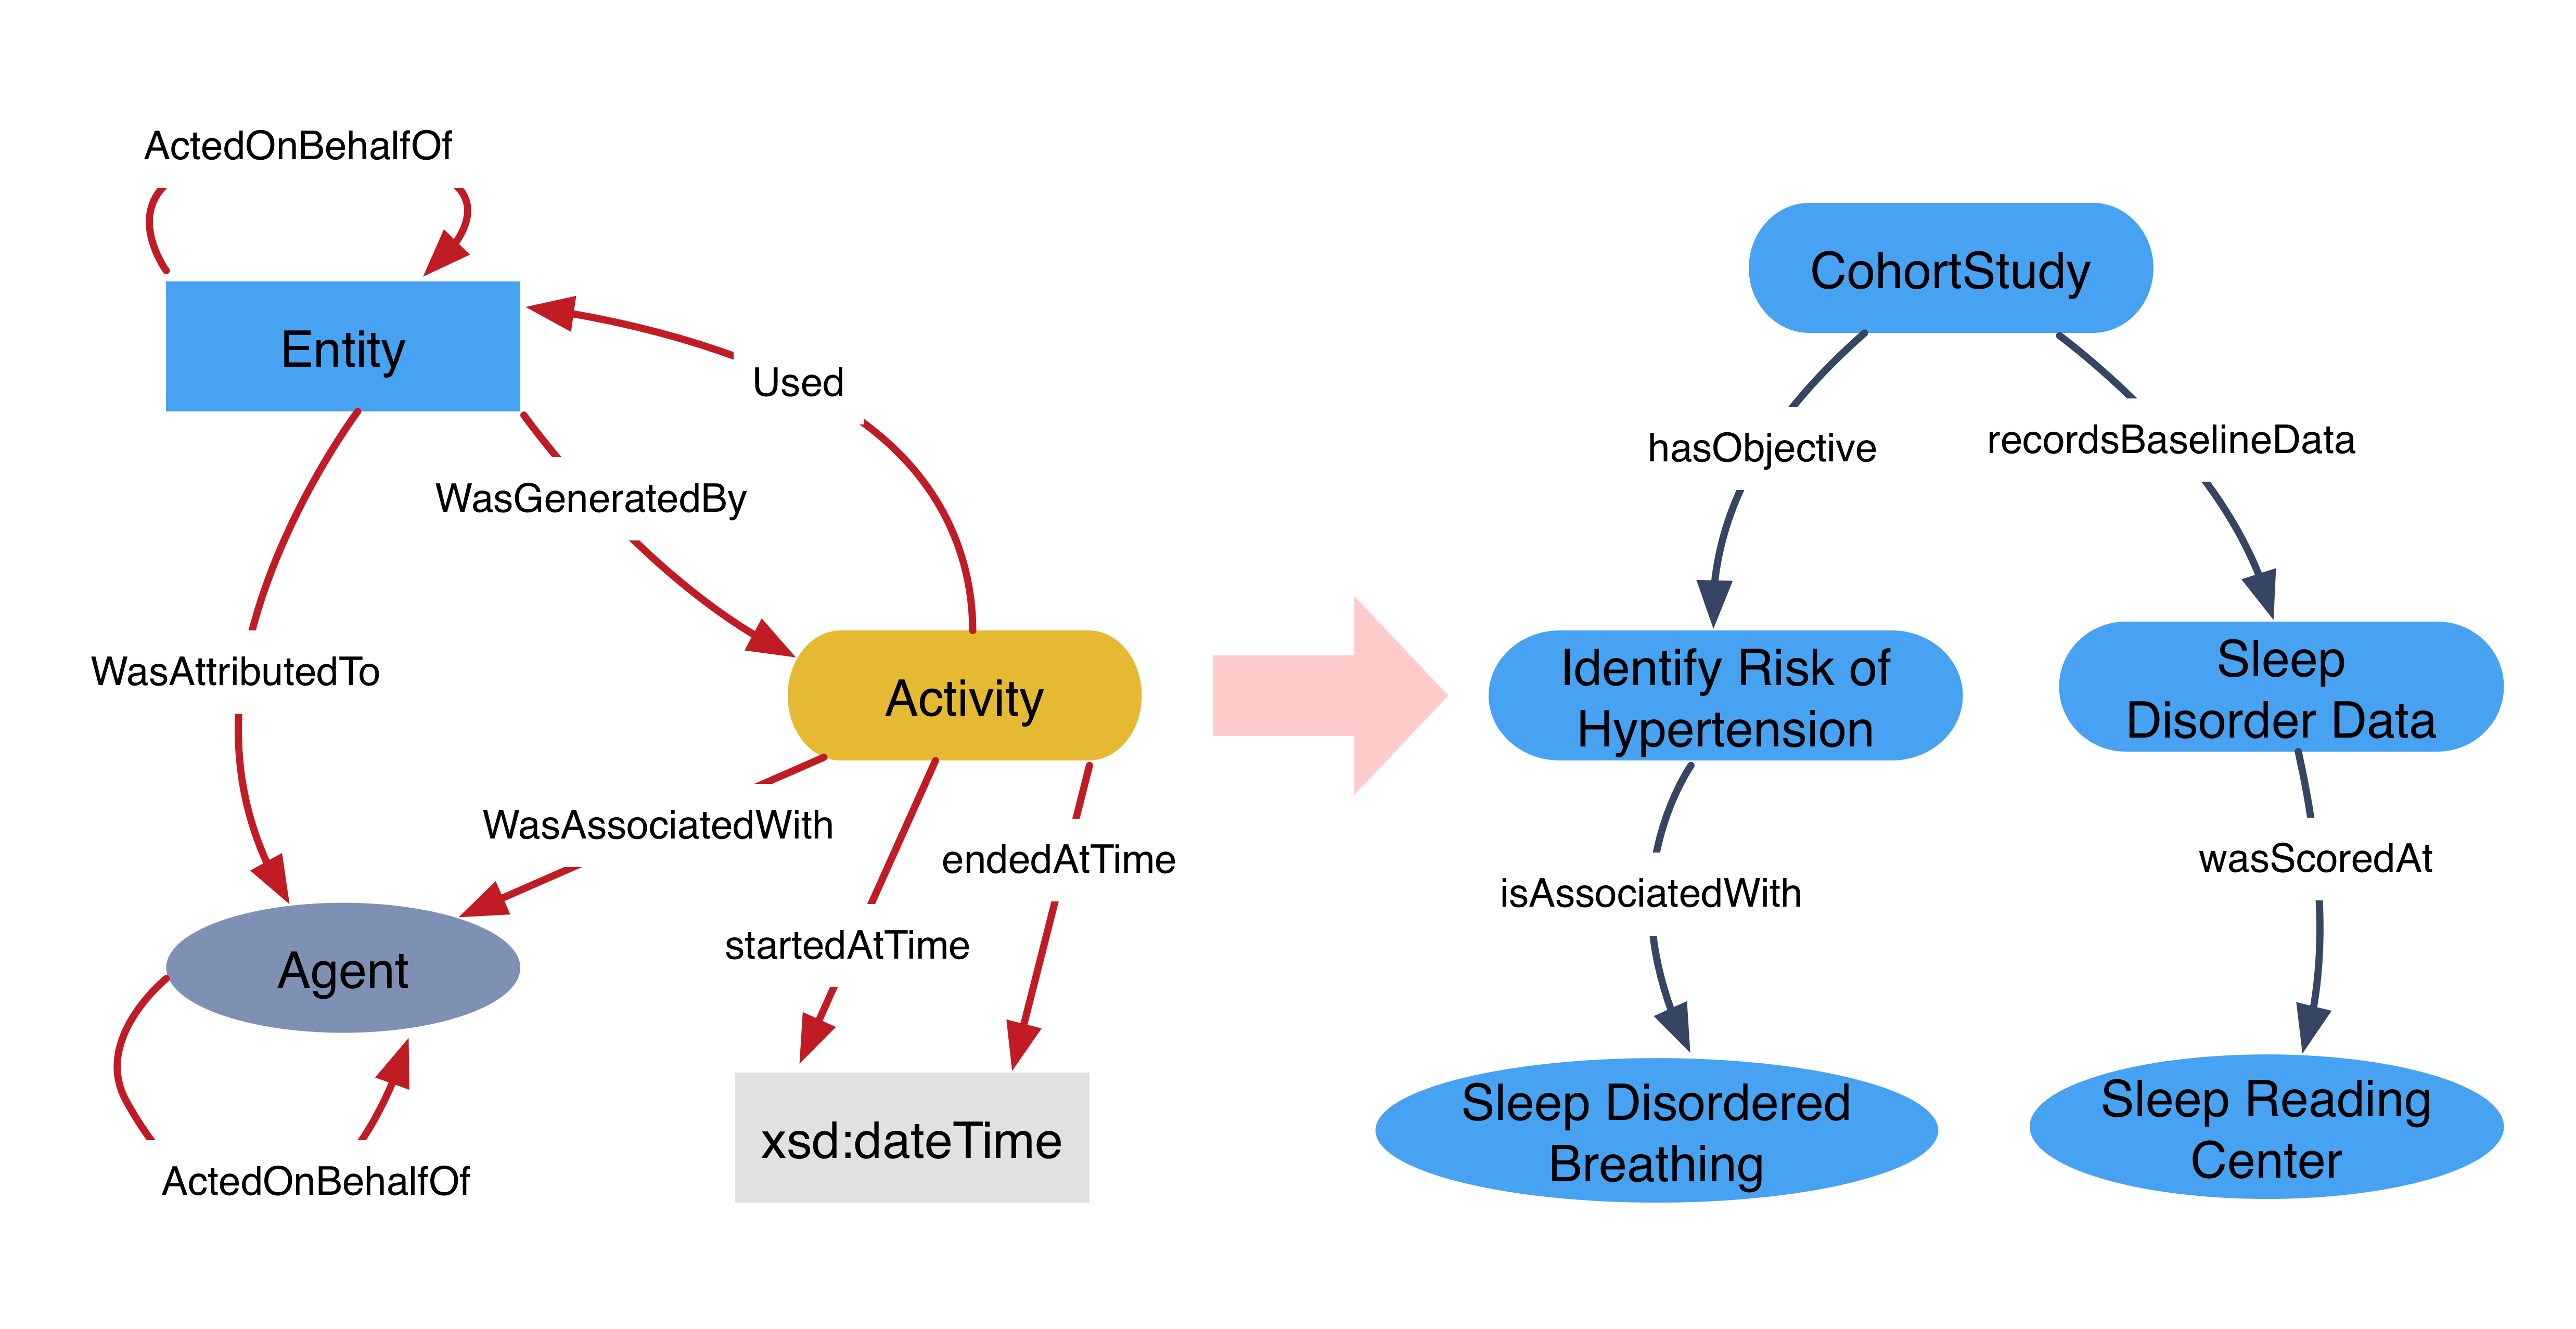 ActedOnBehalfOf
Entity
Used
WasGeneratedBy
WasAttributedTo
Activity
WasAssociatedWith
endedAtTime
startedAtTime
Agent
xsd:dateTime
ActedOnBehalfOf
CohortStudy
hasObjective
recordsBaselineData
Identify Risk of
Hypertension
Sleep
Disorder Data
isAssociatedWith
wasScoredAt
Sleep Disordered
Breathing
Sleep Reading
Center